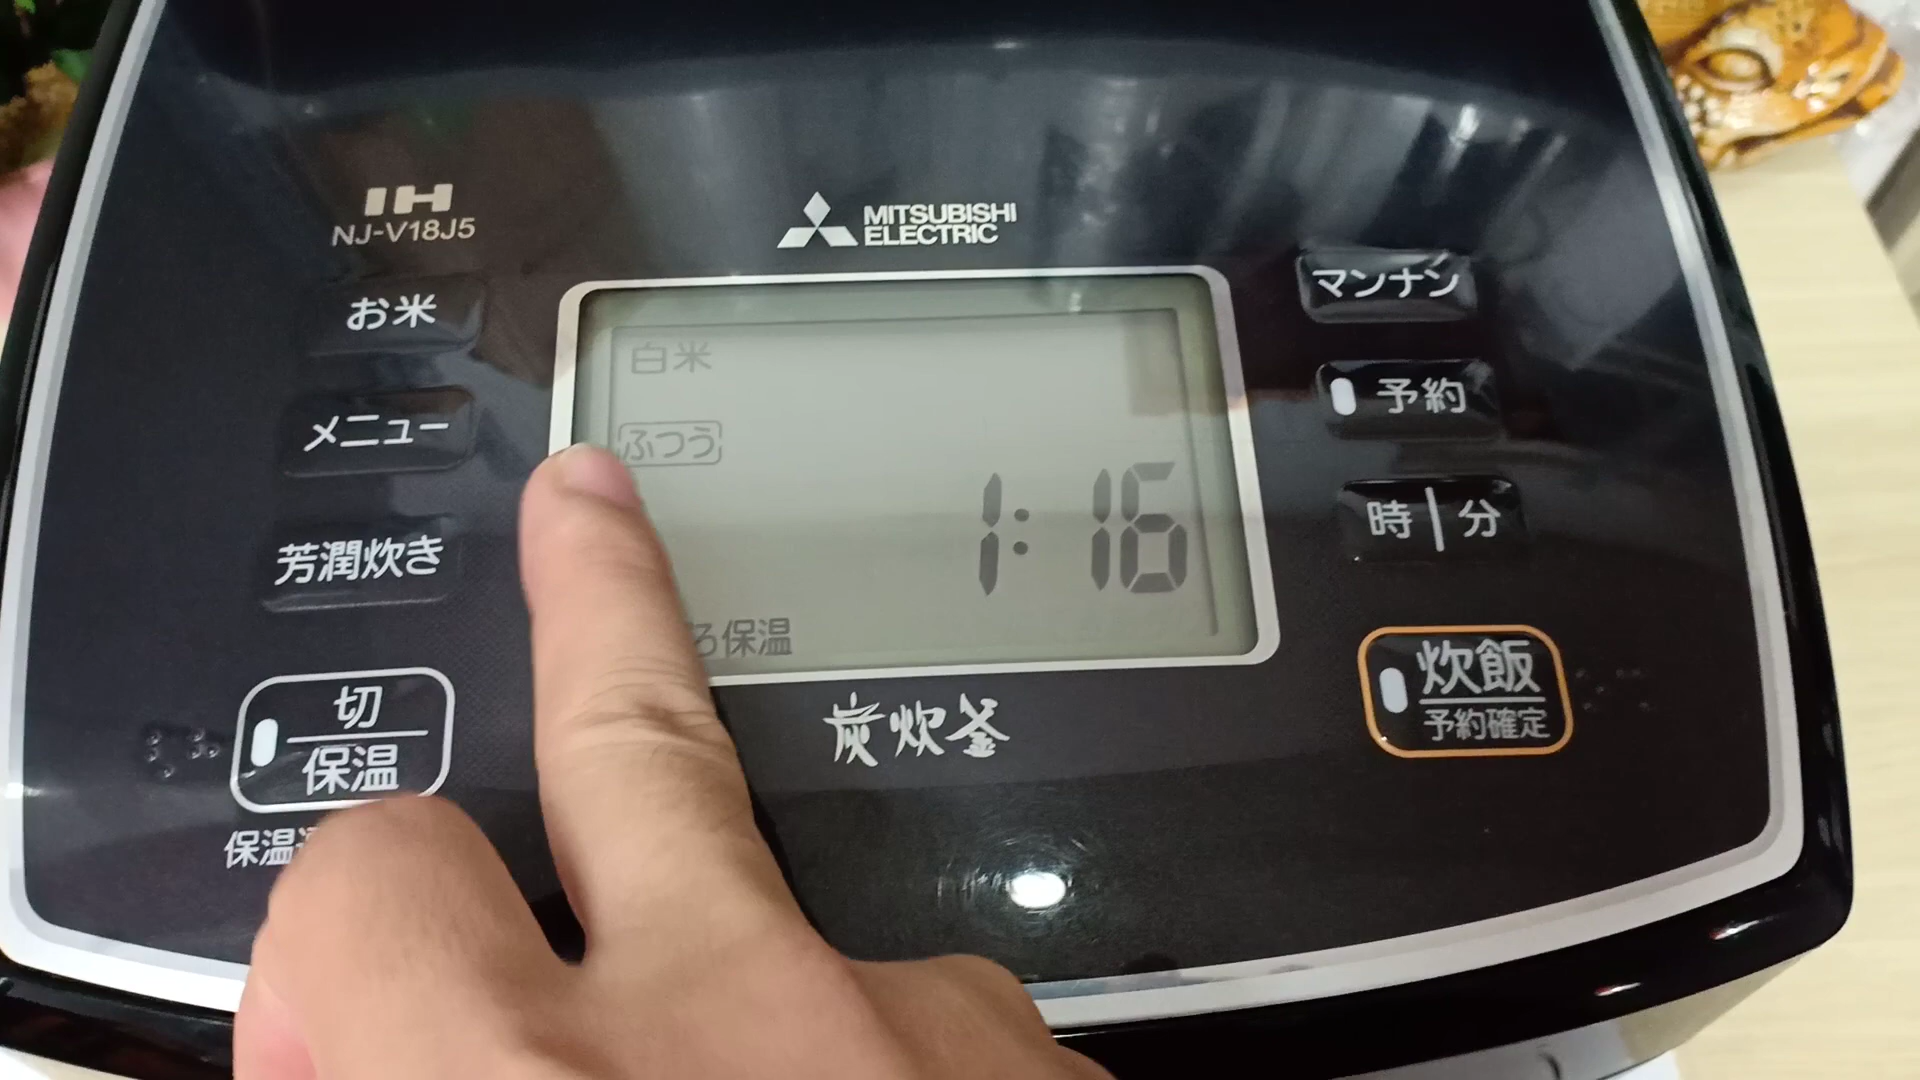 IH
NJ-V18J5
MITSUBISHI
ELECTRIC
お米
メニュー
芳潤炊き
切
保温
保温
白米
ふつう
1:16
る保温
炭炊釜
マンナン
予約
時|分
炊飯
予約確定